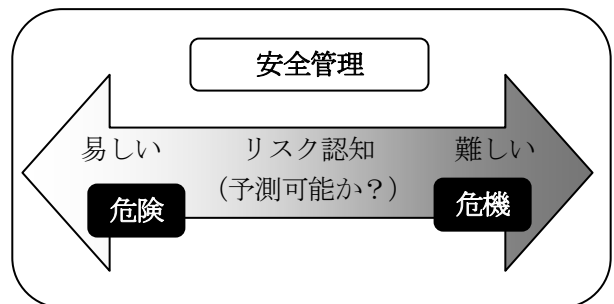 安全管理
易しい リスク認知 難しい
(予測可能か?)
危険 危機